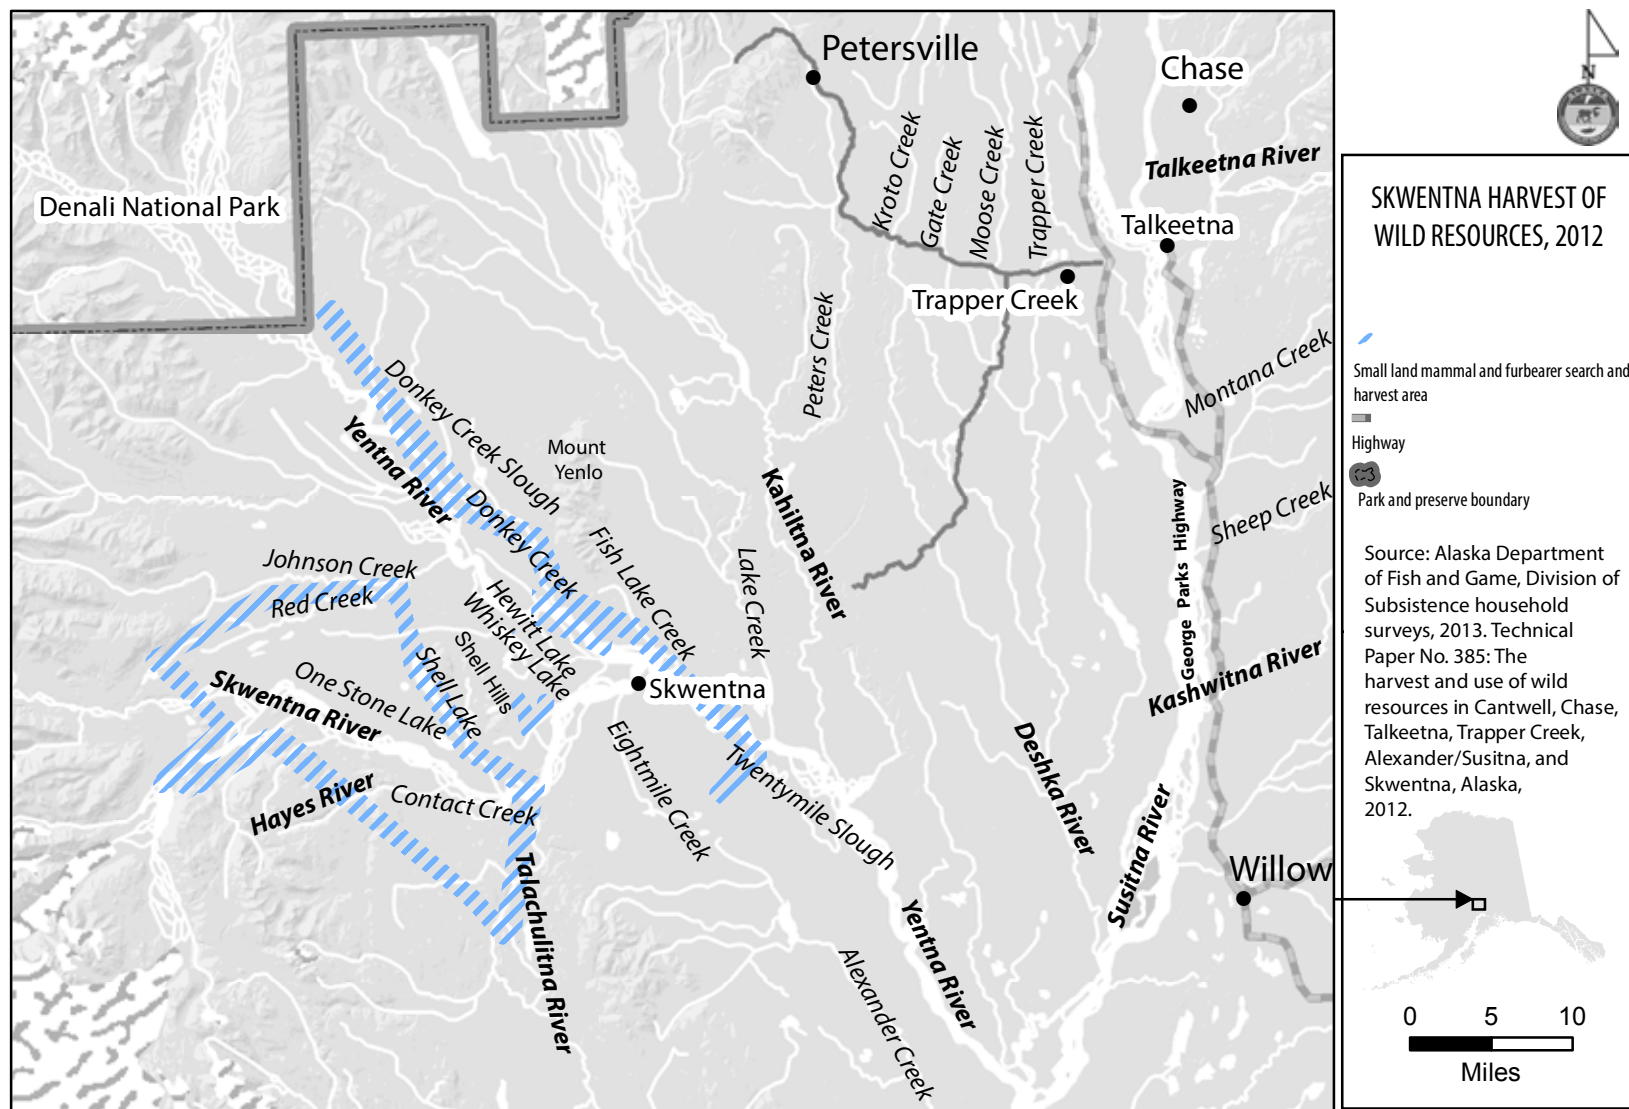 Petersville
Chase
Talkeetna River
Denali National Park
Kroto Creek
Gate Creek
Moose Creek
Trapper Creek
Talkeetna
Trapper Creek
Peters Creek
Montana Creek
Donkey Creek Slough
Yentna River
Mount
Yenlo
Kahiltna River
George Parks Highway
Sheep Creek
Donkey Creek
Fish Lake Creek
Lake Creek
Johnson Creek
Red Creek
Hewitt Lake
Whiskey Lake
Shell Hills
Shell Lake
One Stone Lake
Skwentna River
Skwentna
Kashwitna River
Eightmile Creek
Twentymile Slough
Deshka River
Susitna River
Hayes River
Contact Creek
Talachulitna River
Willow
Yentna River
Alexander Creek
N
ALASKA
SKWENTNA HARVEST OF
WILD RESOURCES, 2012
Small land mammal and furbearer search and
harvest area
Highway
Park and preserve boundary
Source: Alaska Department
of Fish and Game, Division of
Subsistence household
surveys, 2013. Technical
Paper No. 385: The
harvest and use of wild
resources in Cantwell, Chase,
Talkeetna, Trapper Creek,
Alexander/Susitna, and
Skwentna, Alaska,
2012.
0 5 10
Miles